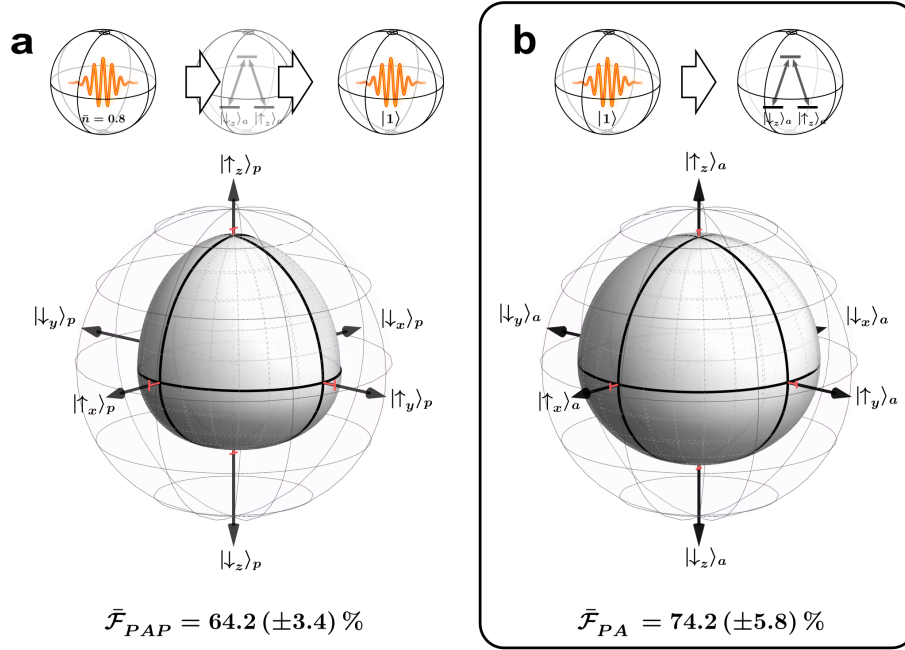 a
n̄ = 0.8
|↓z⟩a |↑z⟩a
|1⟩
|↑z⟩p
|↓y⟩p
|↓x⟩p
|↑x⟩p
|↑y⟩p
|↓z⟩p
F̄PAP = 64.2 (±3.4) %
b
|1⟩
|↓z⟩a |↑z⟩a
|↑z⟩a
|↓y⟩a
|↓x⟩a
|↑x⟩a
|↑y⟩a
|↓z⟩a
F̄PA = 74.2 (±5.8) %